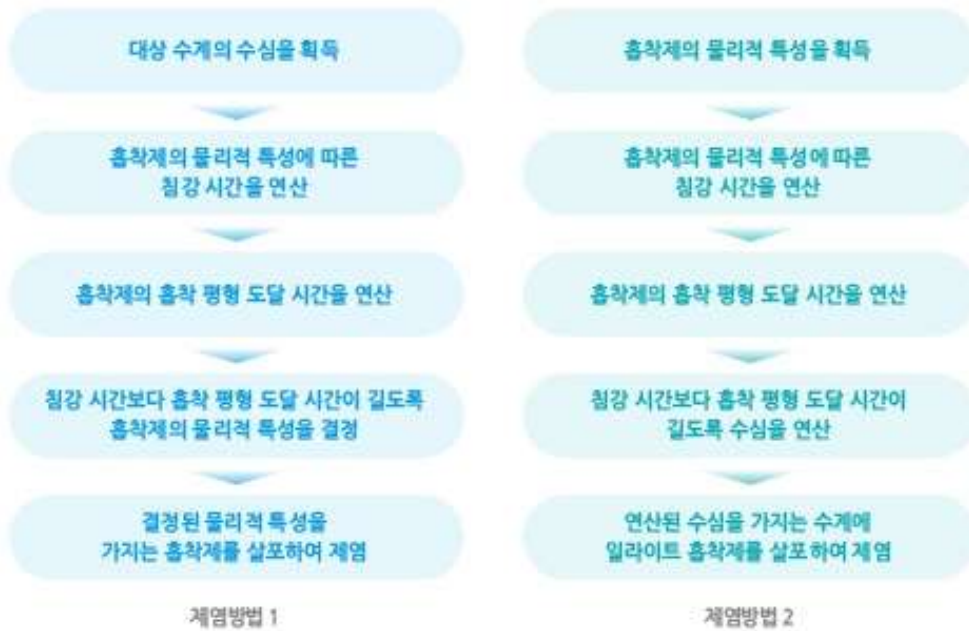 대상 수계의 수심을 획득
흡착제의 물리적 특성에 따른
침강 시간을 연산
흡착제의 흡착 평형 도달 시간을 연산
침강 시간보다 흡착 평형 도달 시간이 길도록
흡착제의 물리적 특성을 결정
결정된 물리적 특성을
가지는 흡착제를 살포하여 제염
제염방법 1
흡착제의 물리적 특성을 획득
흡착제의 물리적 특성에 따른
침강 시간을 연산
흡착제의 흡착 평형 도달 시간을 연산
침강 시간보다 흡착 평형 도달 시간이
길도록 수심을 연산
연산된 수심을 가지는 수계에
일라이트 흡착제를 살포하여 제염
제염방법 2